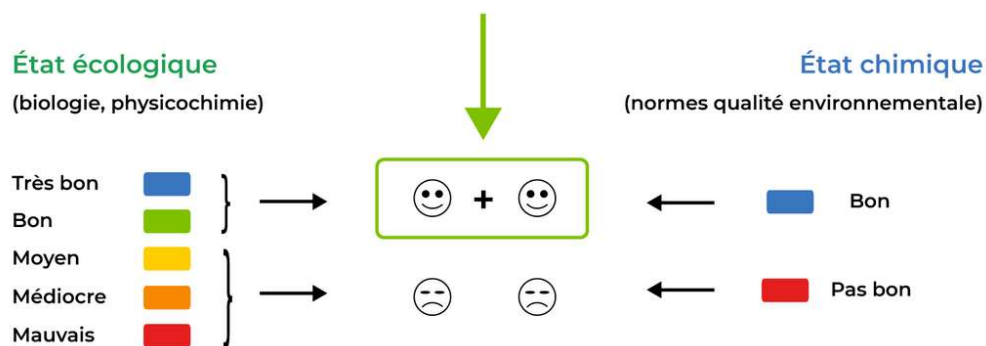 État écologique
(biologie, physicochimie)
État chimique
(normes qualité environnementale)
Très bon
Bon
Moyen
Médiocre
Mauvais
+
Bon
Pas bon